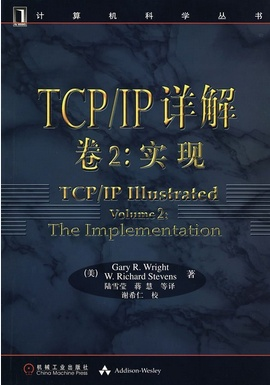 计算机科学丛书
TCP/IP 详解
卷2:实现
TCP/IP Illustrated
Volume 2:
The Implementation
(美) Gary R. Wright
W. Richard Stevens 著
陆雪莹 蒋慧 等译
谢希仁 校
机械工业出版社
China Machine Press
Addison-Wesley